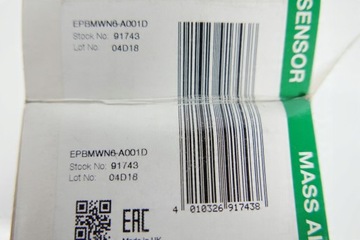 EPBMWN6-A001D
Stock No: 91743
Lot No: 04D18
SENSOR
EPBMWN6-A001D
Stock No: 91743
Lot No: 04D18
MASS AI
4 010326 917438
EAC
Made in UK